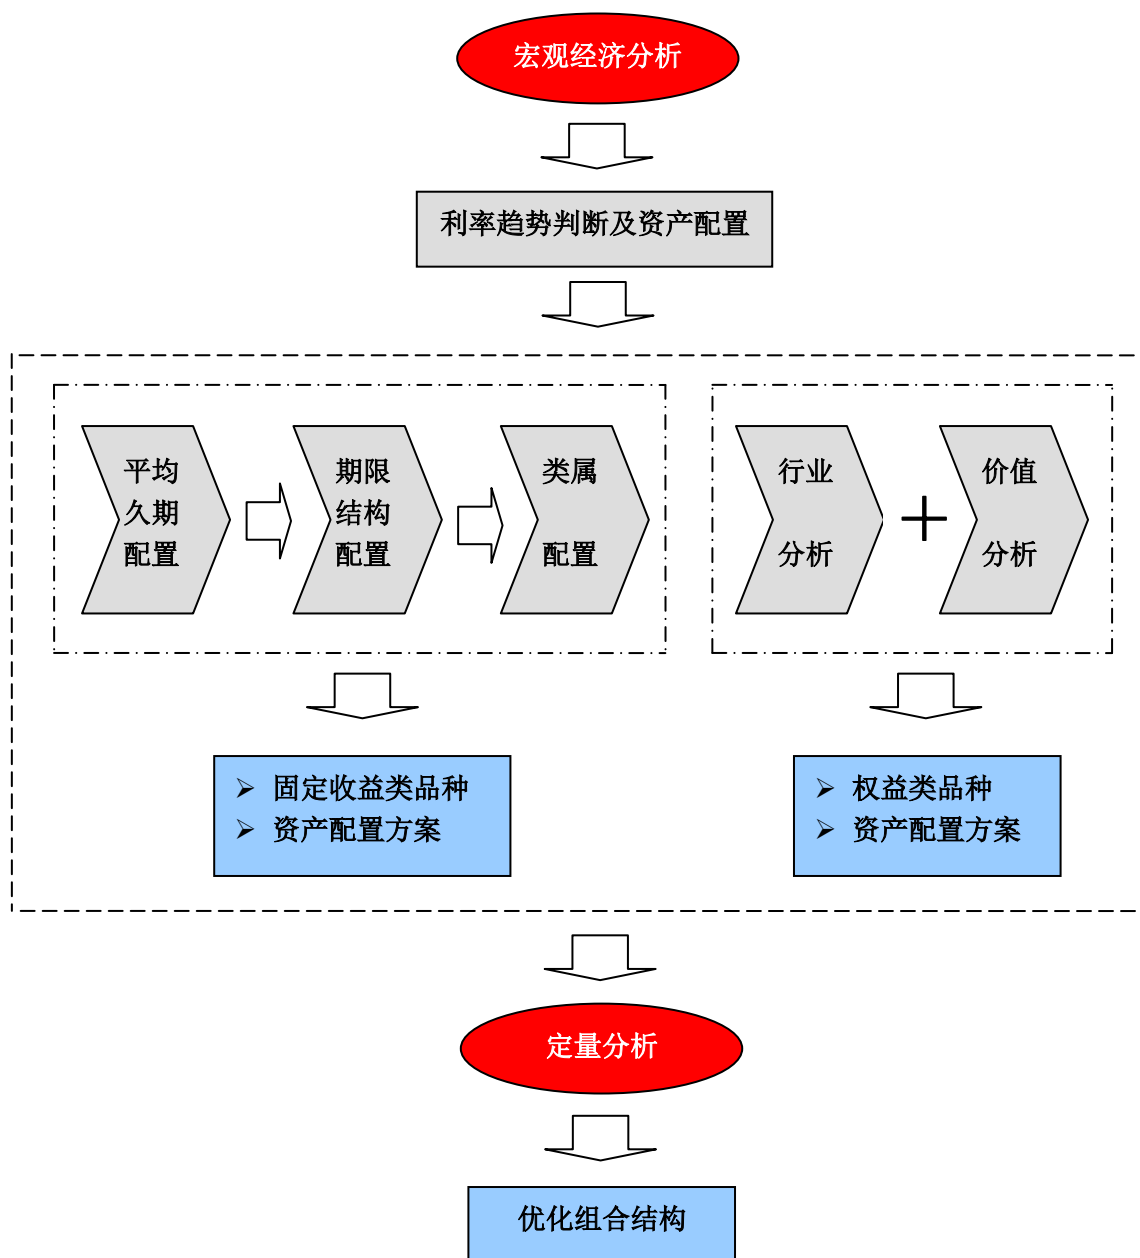 宏观经济分析
利率趋势判断及资产配置
平均
久期
配置
期限
结构
配置
类属
配置
行业
分析
价值
分析
➢ 固定收益类品种
➢ 资产配置方案
➢ 权益类品种
➢ 资产配置方案
定量分析
优化组合结构